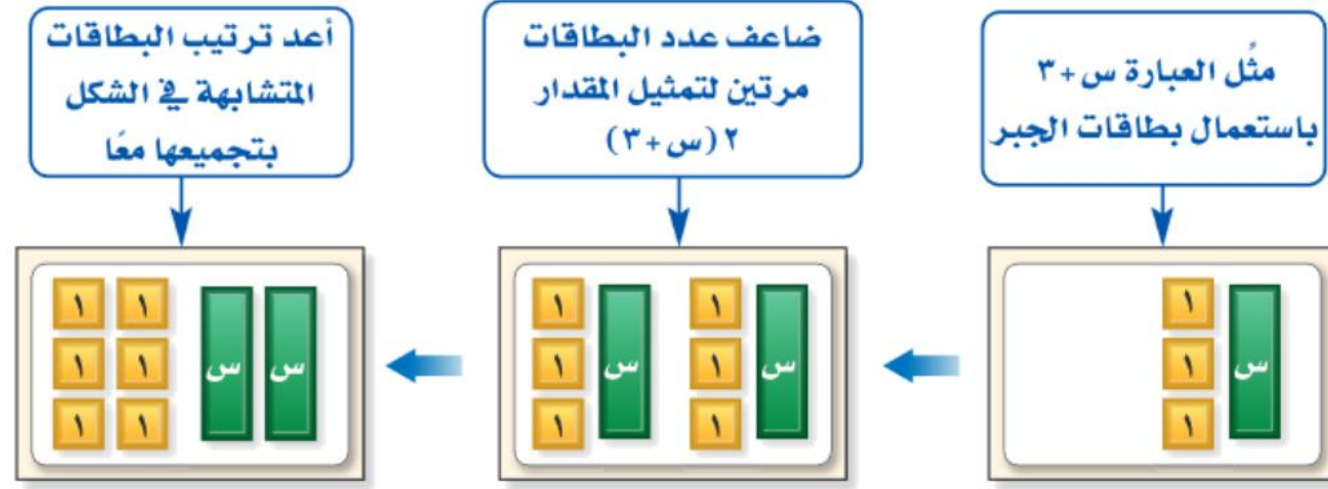 مثِّل العبارة س+٣
باستعمال بطاقات الجبر
ضاعف عدد البطاقات
مرتين لتمثيل المقدار
٢(س+٣)
أعد ترتيب البطاقات
المتشابهة في الشكل
بتجميعها معًا
س ١
١
١
س ١ س ١
١ ١
١ ١
س س ١ ١
١ ١
١ ١